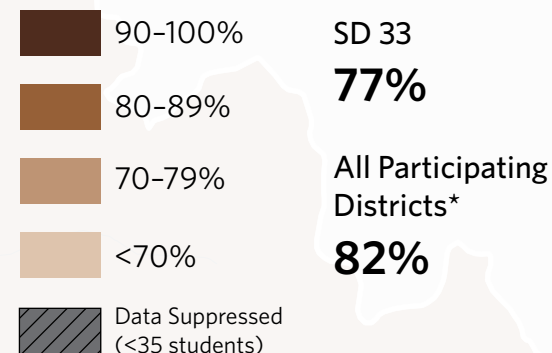 90–100%
80–89%
70–79%
<70%
Data Suppressed
(<35 students)
SD 33
77%
All Participating
Districts*
82%